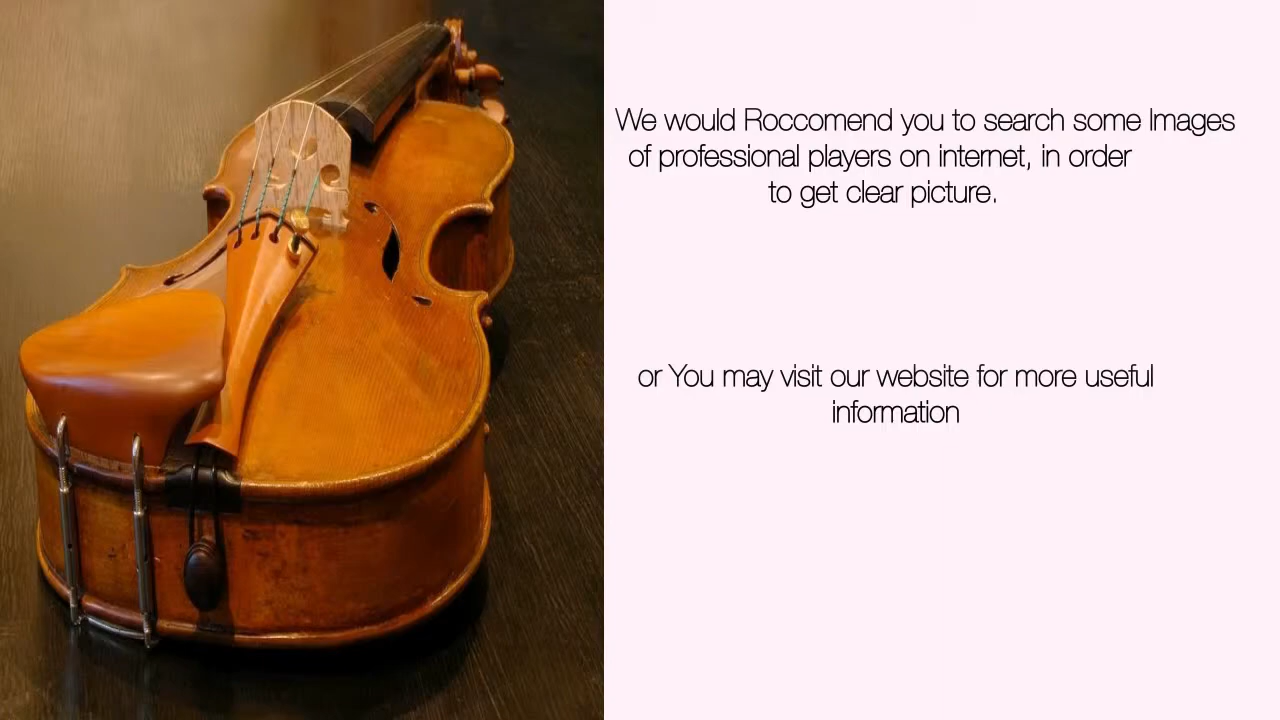 We would Roccomend you to search some Images
of professional players on internet, in order
to get clear picture.
or You may visit our website for more useful
information